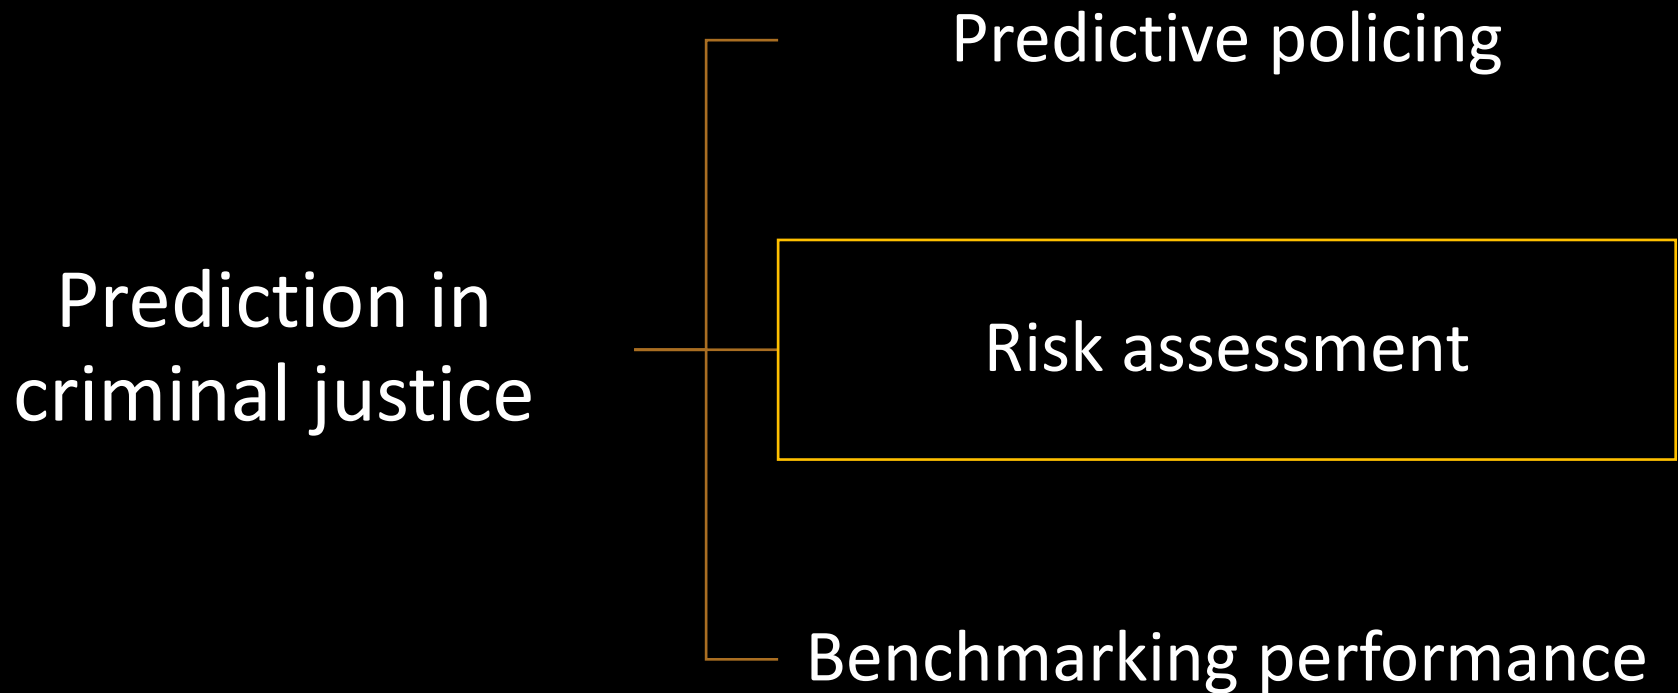 Predictive policing
Prediction in
criminal justice
Risk assessment
Benchmarking performance